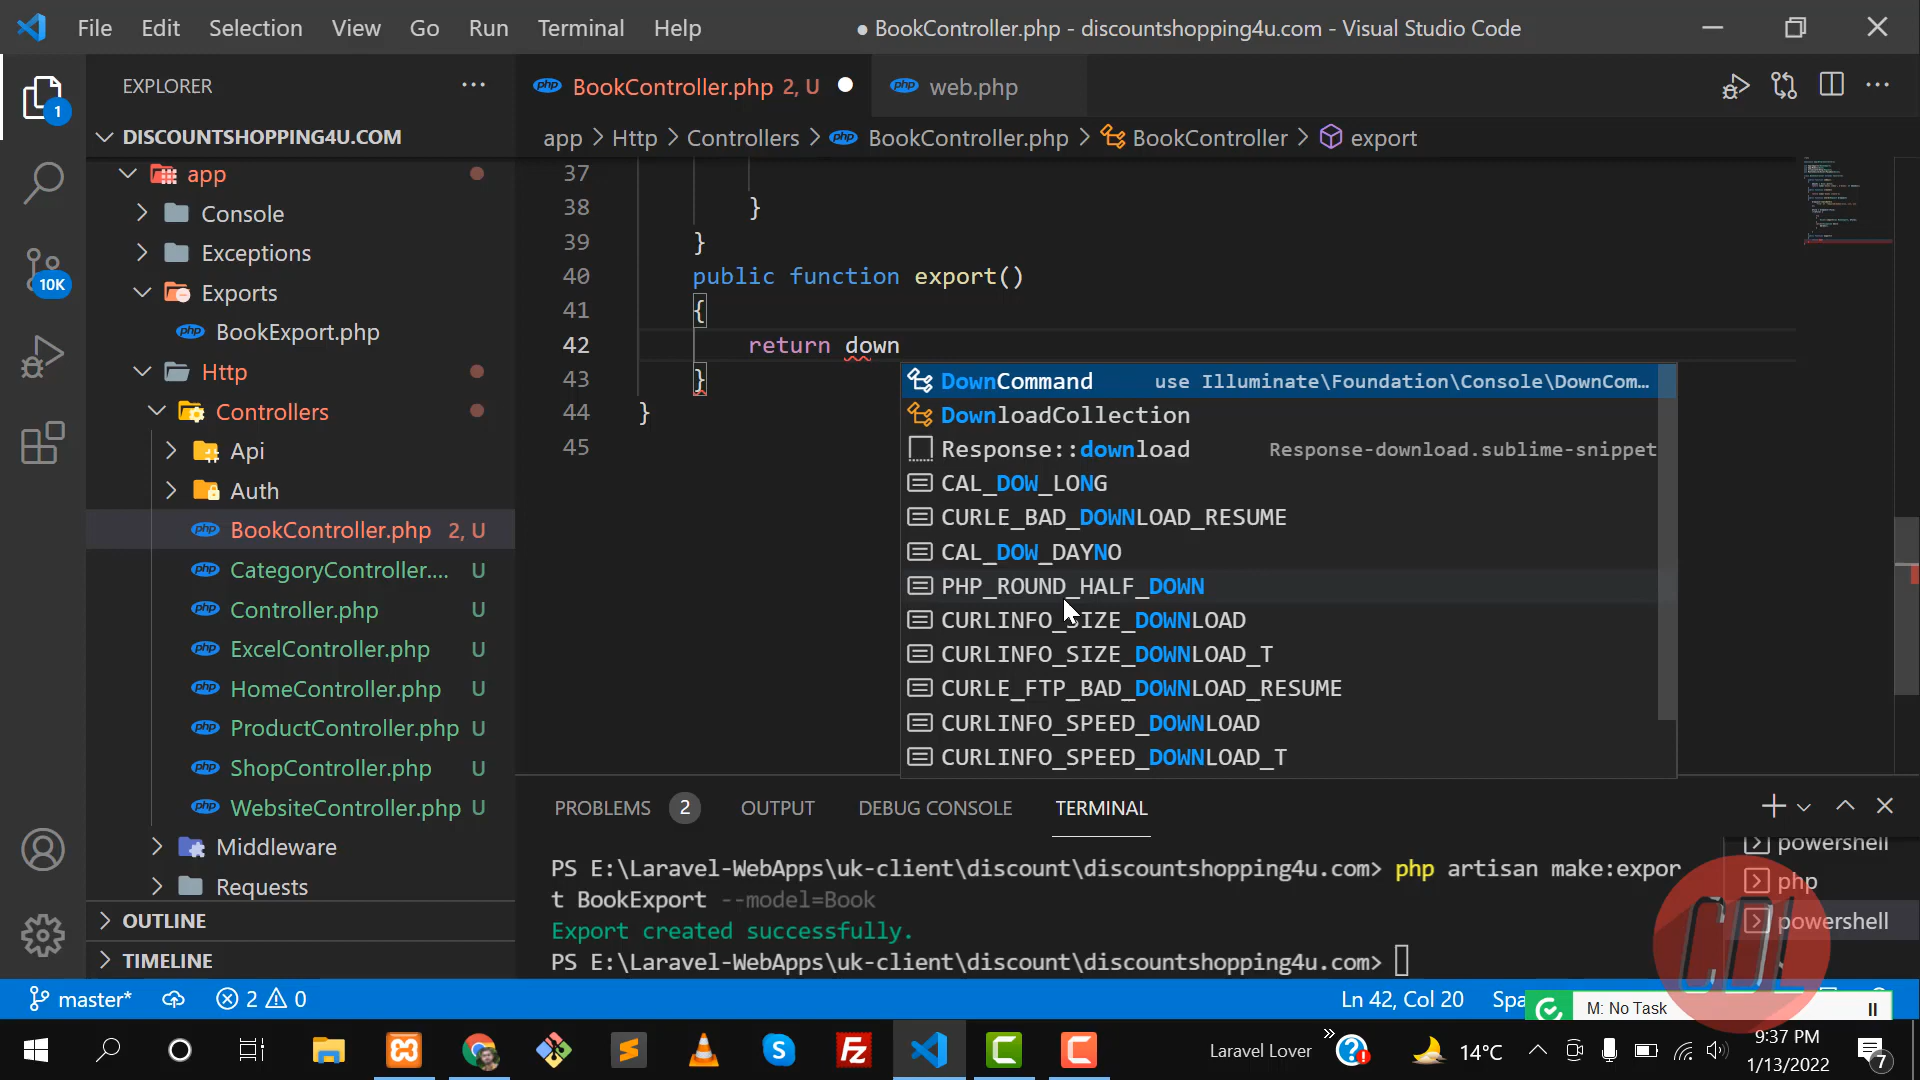 File Edit Selection View Go Run Terminal Help
● BookController.php - discountshopping4u.com - Visual Studio Code
EXPLORER
1
BookController.php 2, U
web.php
DISCOUNTSHOPPING4U.COM
app > Http > Controllers > BookController.php > BookController > export
app
Console
Exceptions
10K
Exports
BookExport.php
Http
Controllers
Api
Auth
BookController.php 2, U
CategoryController.... U
Controller.php U
ExcelController.php U
HomeController.php U
ProductController.php U
ShopController.php U
WebsiteController.php U
Middleware
Requests
OUTLINE
TIMELINE
37
38 }
39 }
40 public function export()
41 {
42 return down
43 }
44 }
45
DownCommand use Illuminate\Foundation\Console\DownCom...
DownloadCollection
Response::download Response-download.sublime-snippet
CAL_DOW_LONG
CURLE_BAD_DOWNLOAD_RESUME
CAL_DOW_DAYNO
PHP_ROUND_HALF_DOWN
CURLINFO_SIZE_DOWNLOAD
CURLINFO_SIZE_DOWNLOAD_T
CURLE_FTP_BAD_DOWNLOAD_RESUME
CURLINFO_SPEED_DOWNLOAD
CURLINFO_SPEED_DOWNLOAD_T
PROBLEMS 2 OUTPUT DEBUG CONSOLE TERMINAL
PS E:\Laravel-WebApps\uk-client\discount\discountshopping4u.com> php artisan make:expor
t BookExport --model=Book
Export created successfully.
PS E:\Laravel-WebApps\uk-client\discount\discountshopping4u.com>
powershell
php
powershell
CDL
master* 2 0
Ln 42, Col 20
M: No Task
Laravel Lover
14°C
9:37 PM
1/13/2022
7